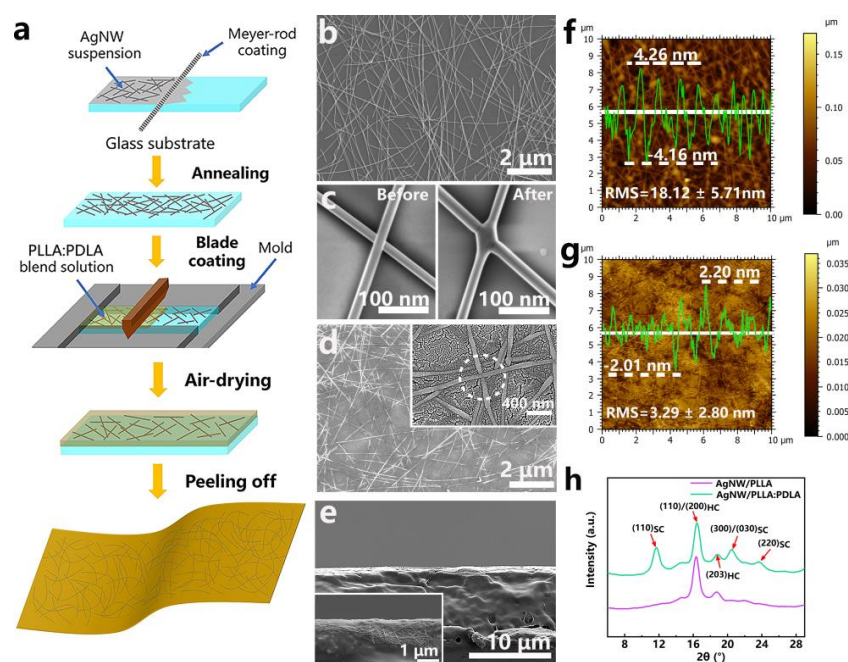 a
AgNW
suspension
Meyer-rod
coating
Glass substrate
Annealing
PLLA:PDLA
blend solution
Blade
coating
Mold
Air-drying
Peeling off
b
2 μm
c
Before
After
100 nm
100 nm
d
400 nm
2 μm
e
1 μm
10 μm
f
μm
10
9
8
7
6
5
4
3
2
1
0
4.26 nm
-4.16 nm
RMS=18.12 ± 5.71nm
0 2 4 6 8 10 μm
μm
0.15
0.10
0.05
0.00
g
μm
10
9
8
7
6
5
4
3
2
1
0
2.20 nm
-2.01 nm
RMS=3.29 ± 2.80 nm
0 2 4 6 8 10 μm
μm
0.035
0.030
0.025
0.020
0.015
0.010
0.005
0.000
h
AgNW/PLLA
AgNW/PLLA:PDLA
(110)/(200)HC
(110)SC
(300)/(030)SC
(220)SC
(203)HC
Intensity (a.u.)
8 12 16 20 24 28
2θ (°)